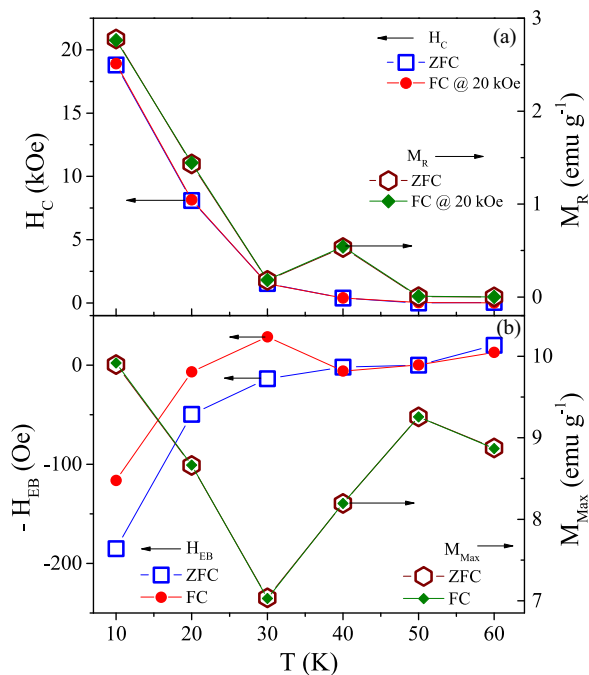 (a)
H_C
ZFC
FC @ 20 kOe
M_R
ZFC
FC @ 20 kOe
20
15
10
5
0
H_C (kOe)
3
2
1
0
M_R (emu g⁻¹)
(b)
0
-100
-200
- H_EB (Oe)
10
9
8
7
M_Max (emu g⁻¹)
H_EB
ZFC
FC
M_Max
ZFC
FC
10 20 30 40 50 60
T (K)